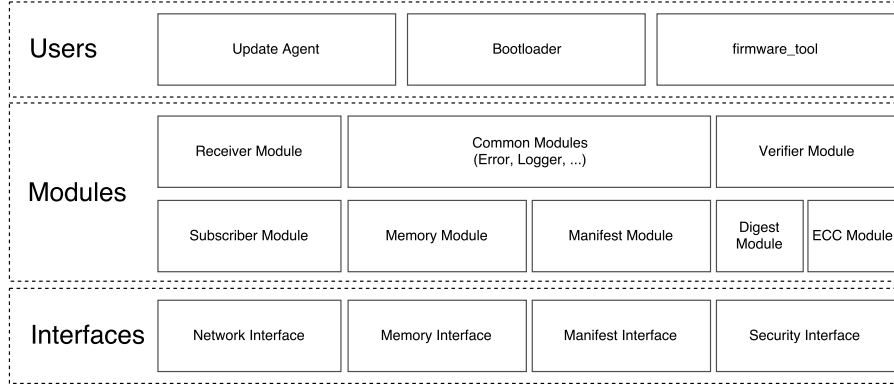 Users
Update Agent
Bootloader
firmware_tool
Modules
Receiver Module
Common Modules
(Error, Logger, ...)
Verifier Module
Subscriber Module
Memory Module
Manifest Module
Digest
Module
ECC Module
Interfaces
Network Interface
Memory Interface
Manifest Interface
Security Interface